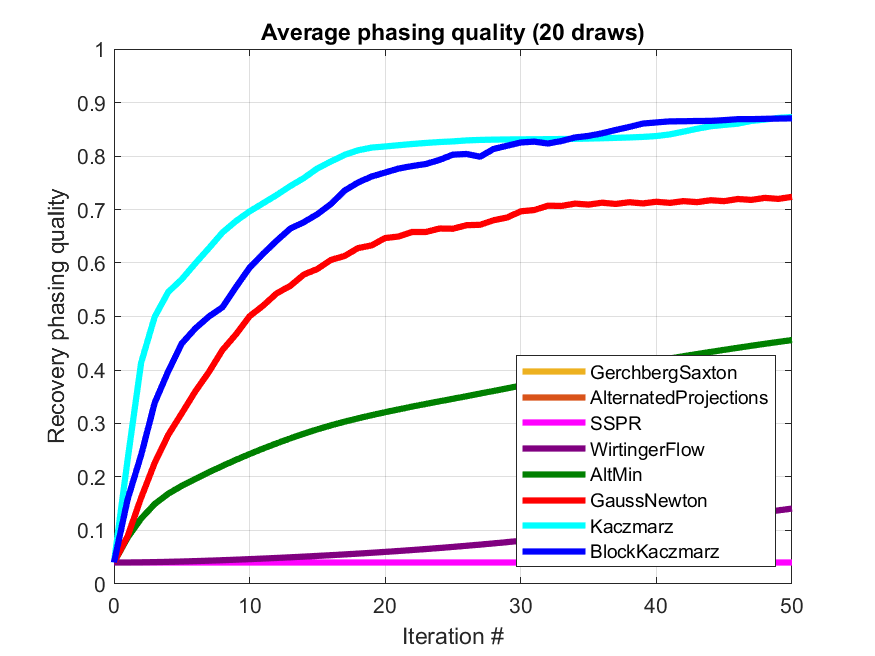 Average phasing quality (20 draws)
1
0.9
0.8
0.7
0.6
0.5
0.4
0.3
0.2
0.1
0
Recovery phasing quality
GerchbergSaxton
AlternatedProjections
SSPR
WirtingerFlow
AltMin
GaussNewton
Kaczmarz
BlockKaczmarz
0 10 20 30 40 50
Iteration #